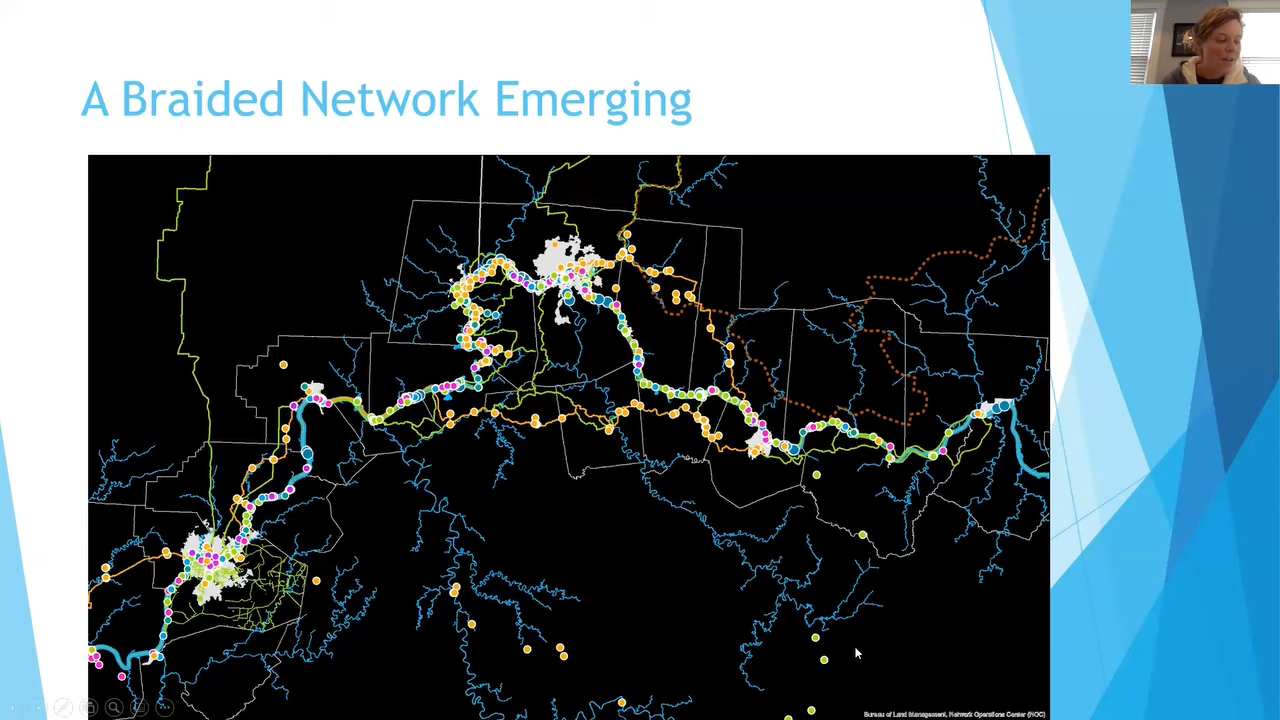 A Braided Network Emerging
Bureau of Land Management, Network Operations Center (NOC)